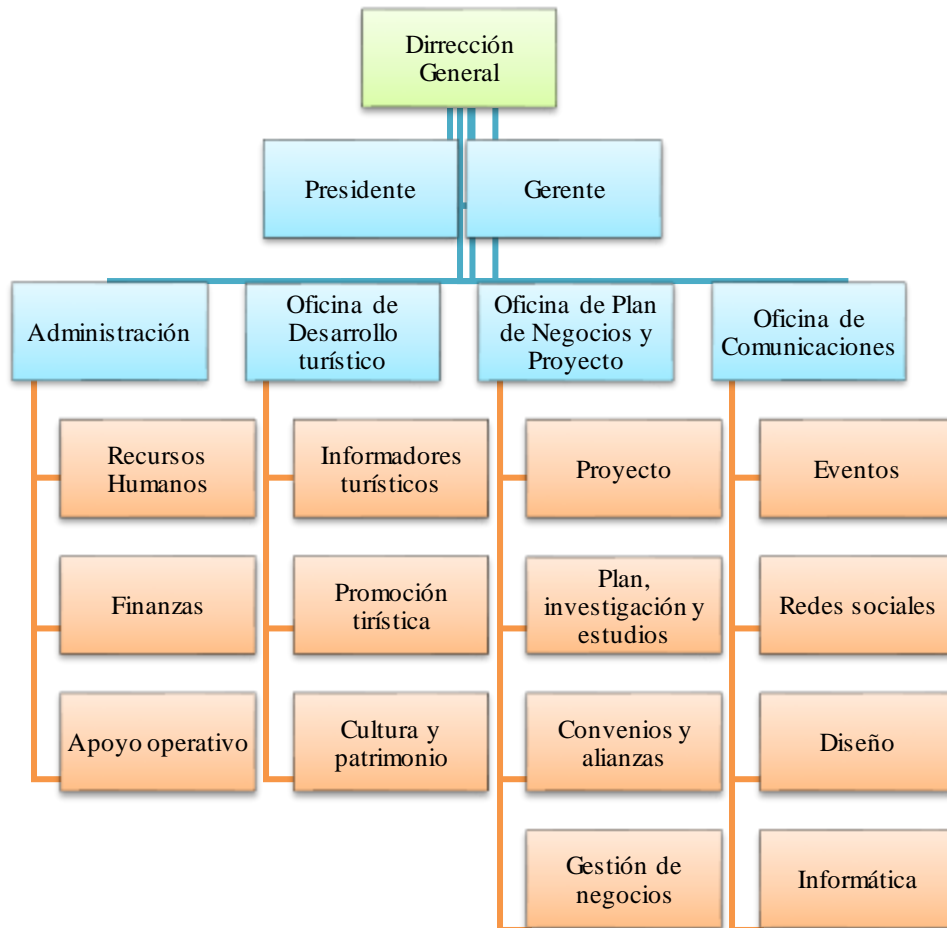 Dirrección
General
Presidente
Gerente
Administración
Oficina de
Desarrollo
turístico
Oficina de Plan
de Negocios y
Proyecto
Oficina de
Comunicaciones
Recursos
Humanos
Finanzas
Apoyo operativo
Informadores
turísticos
Promoción
tirística
Cultura y
patrimonio
Proyecto
Plan,
investigación y
estudios
Convenios y
alianzas
Gestión de
negocios
Eventos
Redes sociales
Diseño
Informática